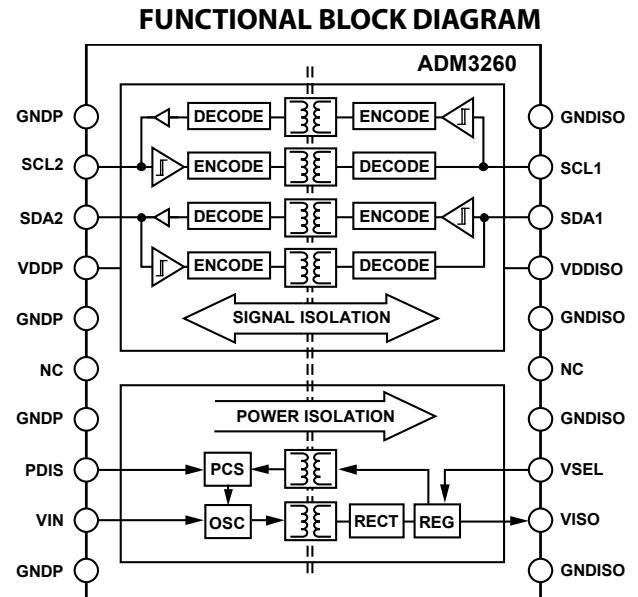 FUNCTIONAL BLOCK DIAGRAM
ADM3260
GNDP
DECODE
ENCODE
GNDISO
SCL2
ENCODE
DECODE
SCL1
SDA2
DECODE
ENCODE
SDA1
VDDP
ENCODE
DECODE
VDDISO
GNDP
SIGNAL ISOLATION
GNDISO
NC
NC
GNDP
POWER ISOLATION
GNDISO
PDIS
PCS
VSEL
VIN
OSC
RECT
REG
VISO
GNDP
GNDISO